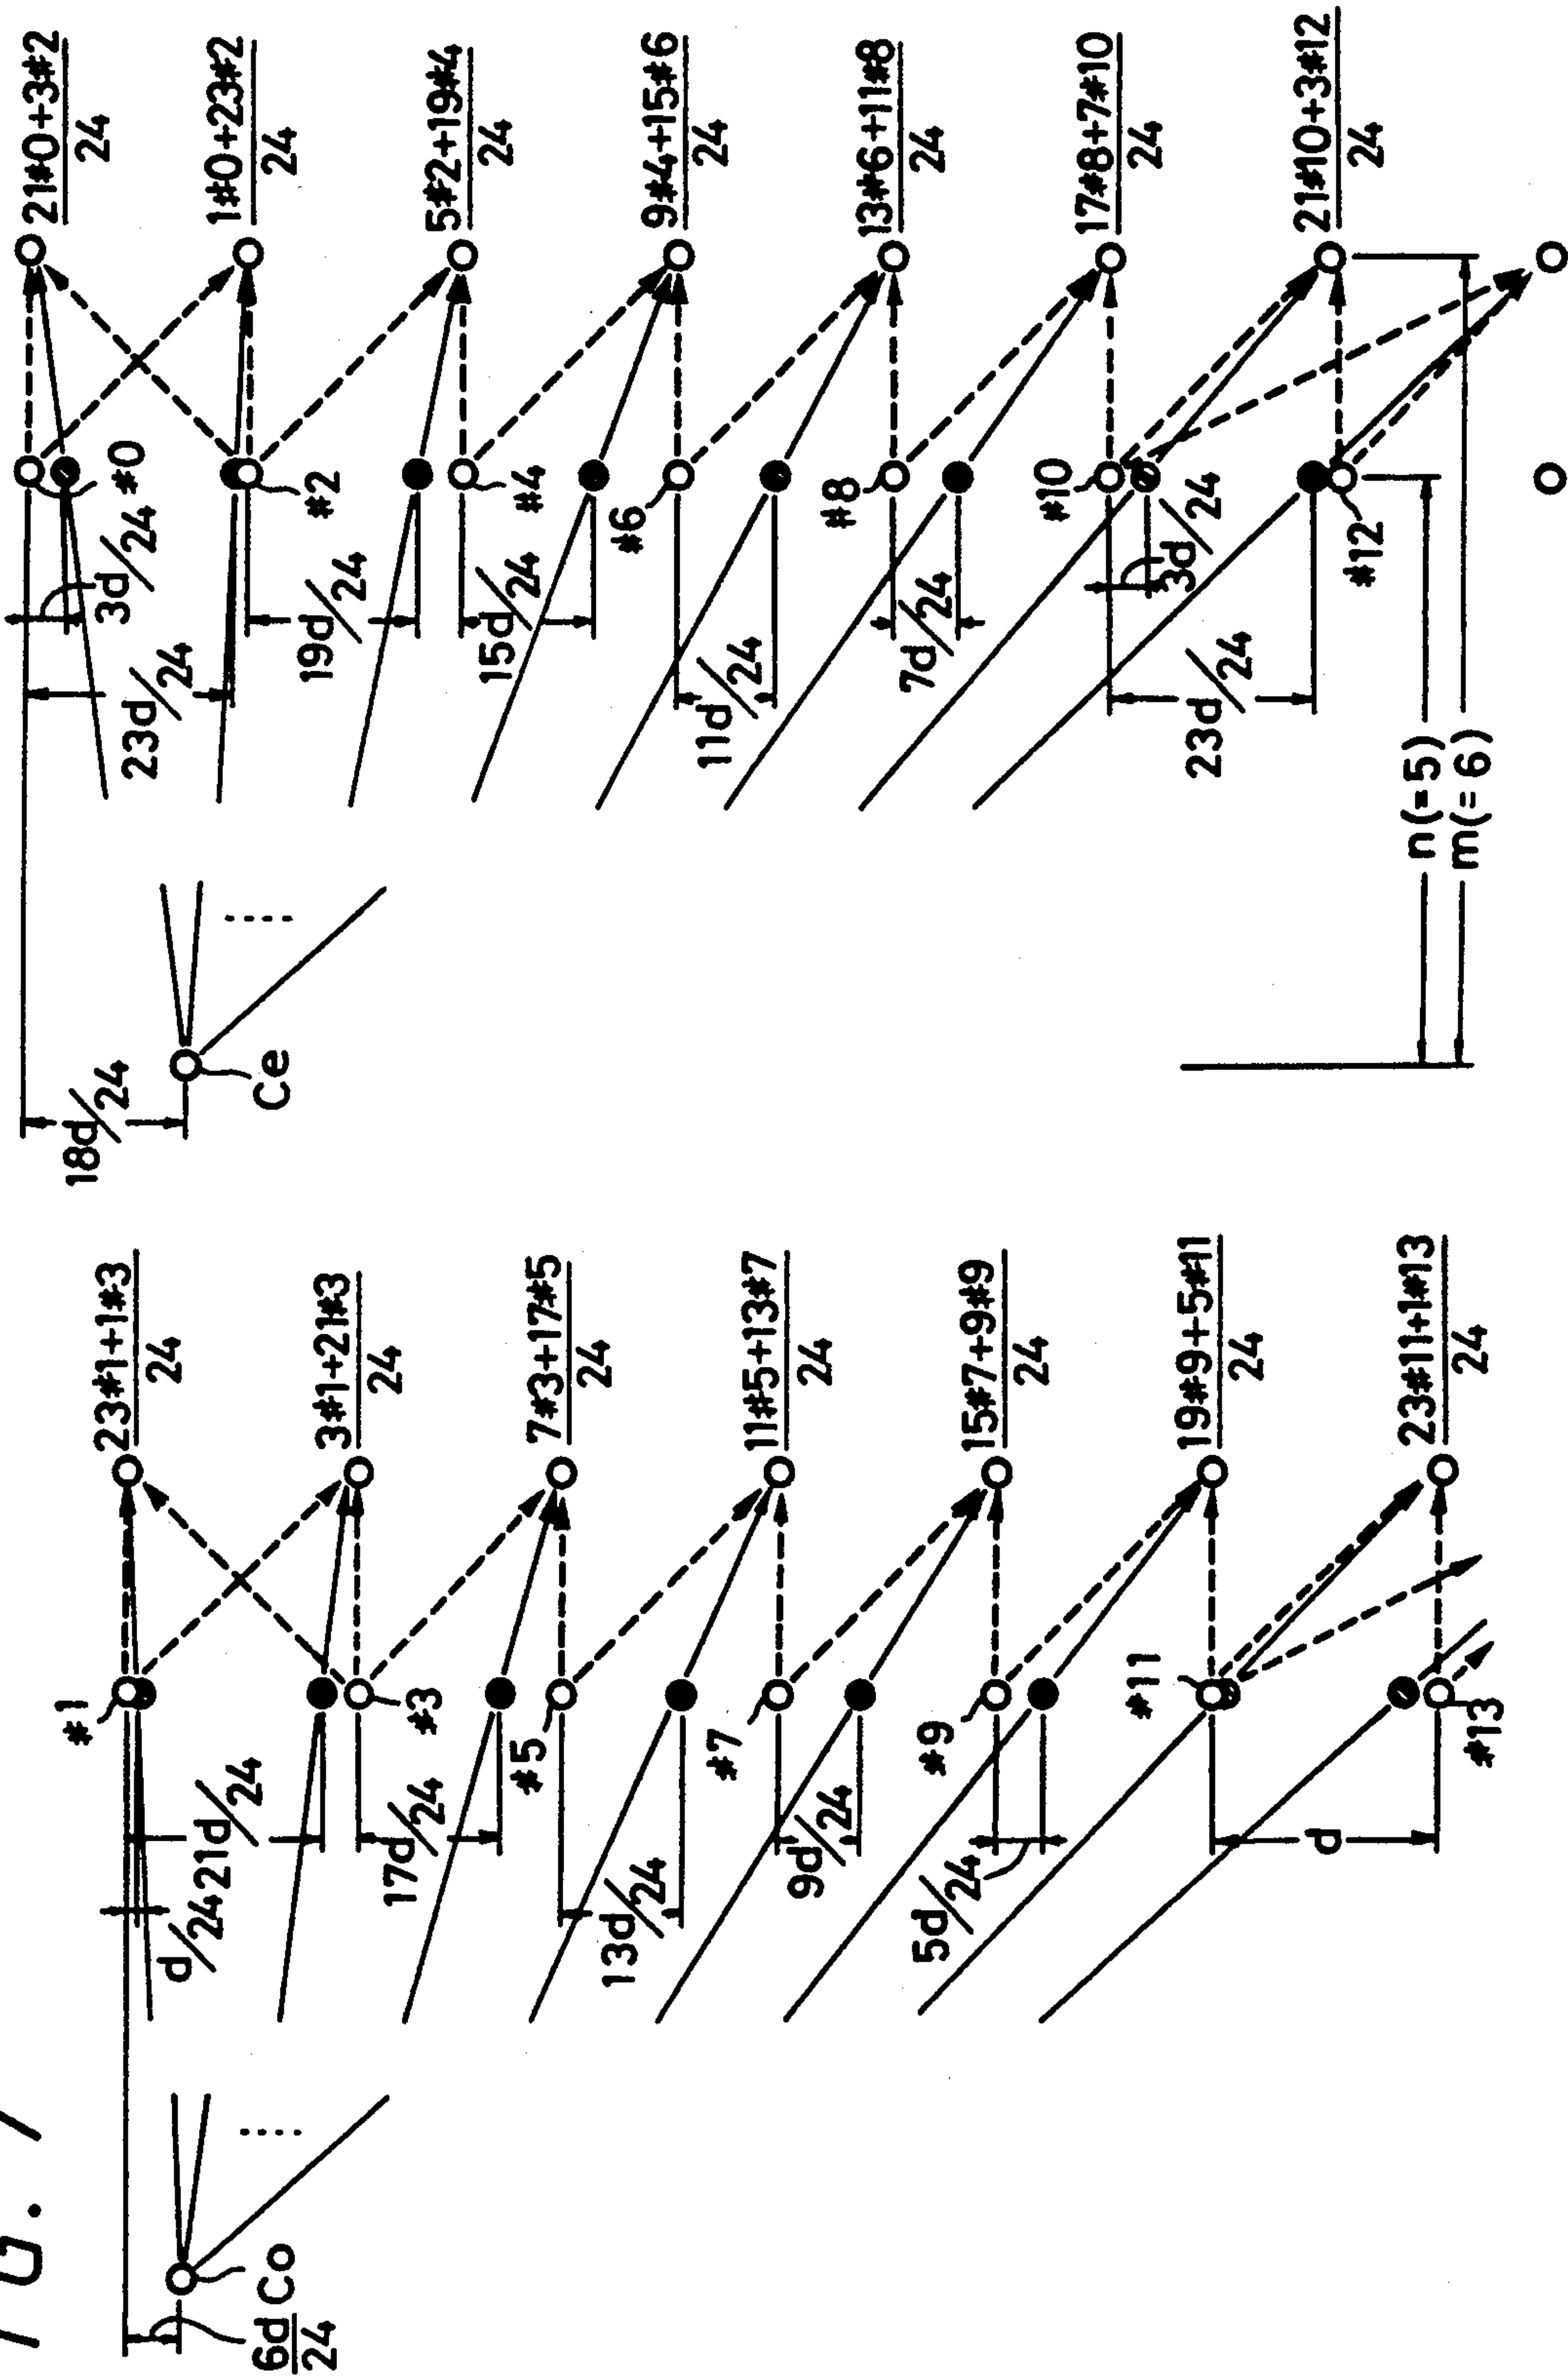 FIG. 7
6d/24
Co
#1
d/24
21d/24
#3
17d/24
#5
13d/24
#7
9d/24
#9
5d/24
#11
d
#13
23#1+1#3
24
3#1+21#3
24
7#3+17#5
24
11#5+13#7
24
15#7+9#9
24
19#9+5#11
24
23#11+1#13
24
18d/24
Ce
#0
3d/24
23d/24
#2
19d/24
#4
15d/24
#6
11d/24
#8
7d/24
#10
3d/24
23d/24
#12
n(=5)
m(=6)
21#0+3#2
24
1#0+23#2
24
5#2+19#4
24
9#4+15#6
24
13#6+11#8
24
17#8+7#10
24
21#10+3#12
24